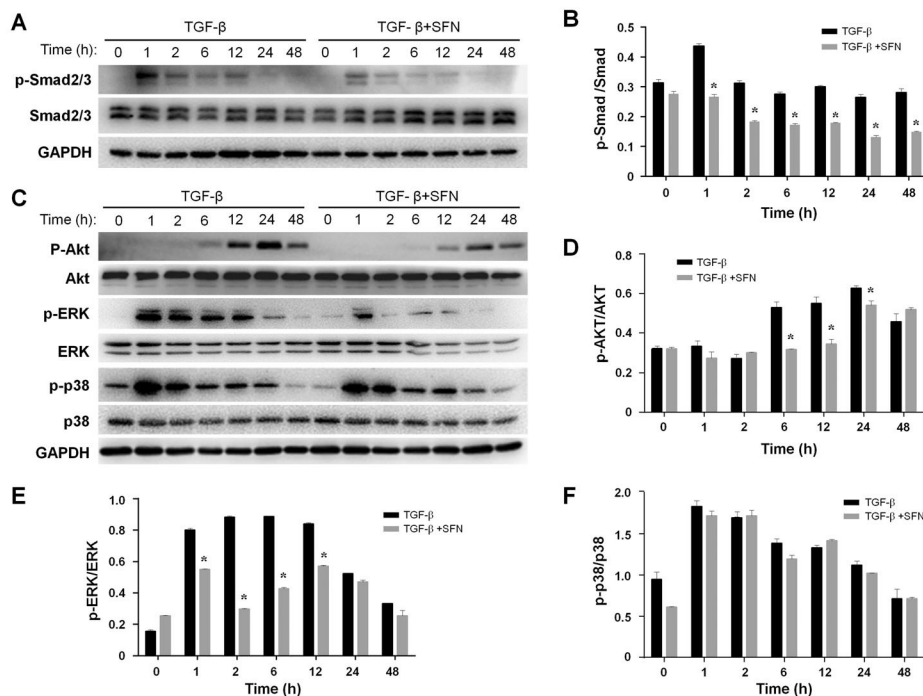 A
TGF-β TGF- β+SFN
Time (h): 0 1 2 6 12 24 48 0 1 2 6 12 24 48
p-Smad2/3
Smad2/3
GAPDH
B
TGF-β
TGF-β +SFN
p-Smad /Smad
0.5
0.4
0.3
0.2
0.1
0
* * * * * *
0 1 2 6 12 24 48
Time (h)
C
TGF-β TGF- β+SFN
Time (h): 0 1 2 6 12 24 48 0 1 2 6 12 24 48
P-Akt
Akt
p-ERK
ERK
p-p38
p38
GAPDH
D
TGF-β
TGF-β +SFN
p-AKT/AKT
0.8
0.6
0.4
0.2
0
* * *
0 1 2 6 12 24 48
Time (h)
E
TGF-β
TGF-β +SFN
p-ERK/ERK
1.0
0.8
0.6
0.4
0.2
0
* * * *
0 1 2 6 12 24 48
Time (h)
F
TGF-β
TGF-β +SFN
p-p38/p38
2.0
1.5
1.0
0.5
0
0 1 2 6 12 24 48
Time (h)